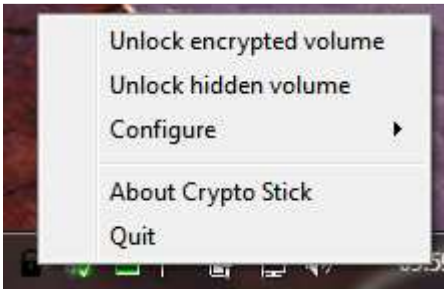 Unlock encrypted volume
Unlock hidden volume
Configure
About Crypto Stick
Quit